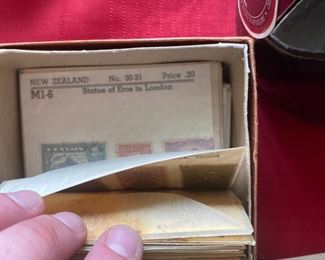 NEW ZEALAND No. 30-31 Price .20
M1-6 Statue of Eros in London